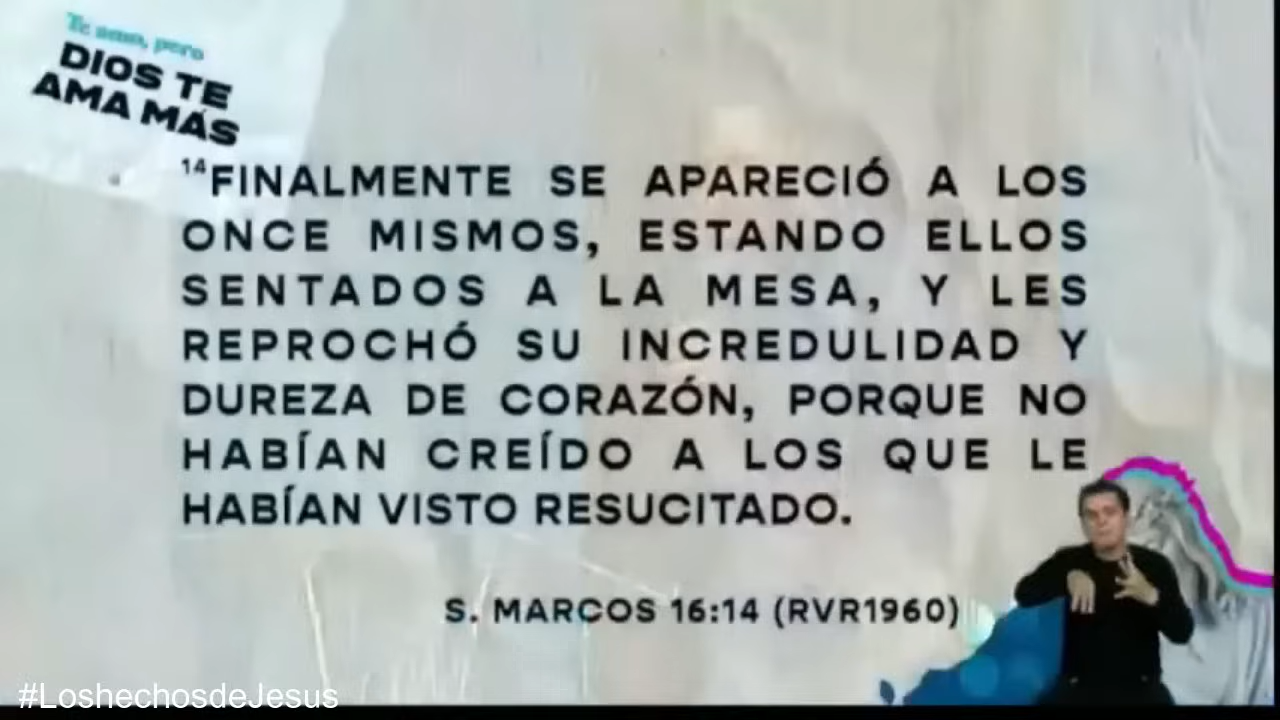 Te amo, pero
DIOS TE
AMA MÁS
¹⁴FINALMENTE SE APARECIÓ A LOS
ONCE MISMOS, ESTANDO ELLOS
SENTADOS A LA MESA, Y LES
REPROCHÓ SU INCREDULIDAD Y
DUREZA DE CORAZÓN, PORQUE NO
HABÍAN CREÍDO A LOS QUE LE
HABÍAN VISTO RESUCITADO.
S. MARCOS 16:14 (RVR1960)
#LoshechosdeJesus